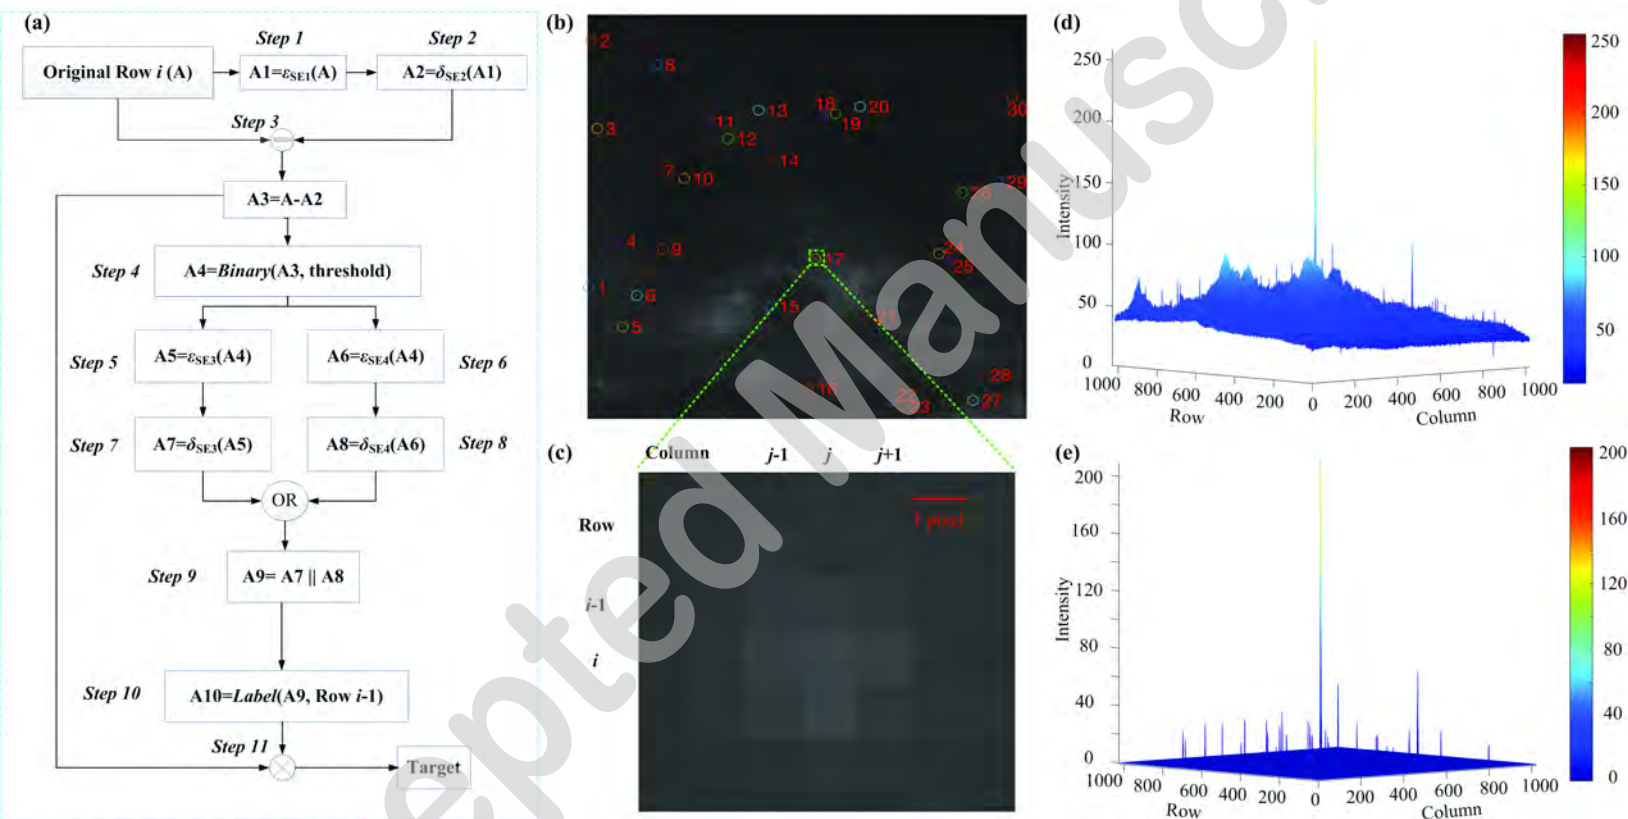 (a)
Step 1
Step 2
Original Row i (A)
A1=εSE1(A)
A2=δSE2(A1)
Step 3
A3=A-A2
Step 4
A4=Binary(A3, threshold)
Step 5
A5=εSE3(A4)
A6=εSE4(A4)
Step 6
Step 7
A7=δSE3(A5)
A8=δSE4(A6)
Step 8
OR
Step 9
A9= A7 || A8
Step 10
A10=Label(A9, Row i-1)
Step 11
Target
(b)
2
8
3
11
13
12
18
19
20
30
14
7
10
29
26
4
9
17
24
25
1
6
5
15
21
16
22
23
28
27
(c)
Column
j-1
j
j+1
Row
i-1
i
1 pixel
(d)
250
200
150
100
50
0
Intensity
1000
800
600
400
200
0
200
400
600
800
1000
Row
Column
250
200
150
100
50
(e)
200
160
120
80
40
0
Intensity
1000
800
600
400
200
0
200
400
600
800
1000
Row
Column
200
160
120
80
40
0
epted Manusc